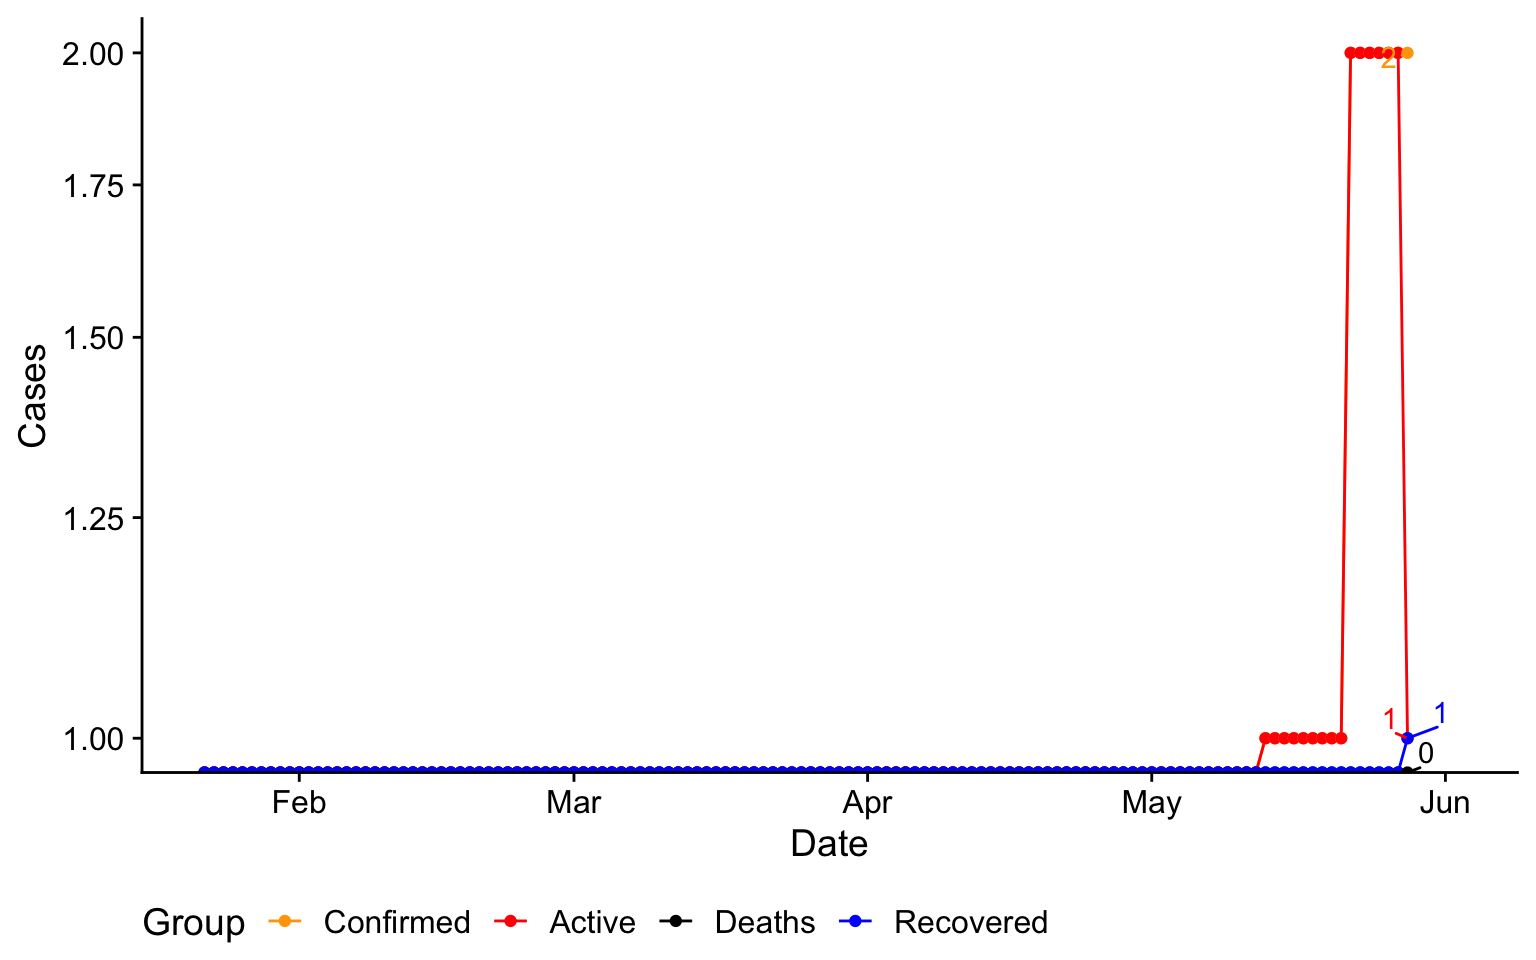 2.00
2
1.75
1.50
Cases
1.25
1.00
1
1
0
Feb Mar Apr May Jun
Date
Group Confirmed Active Deaths Recovered